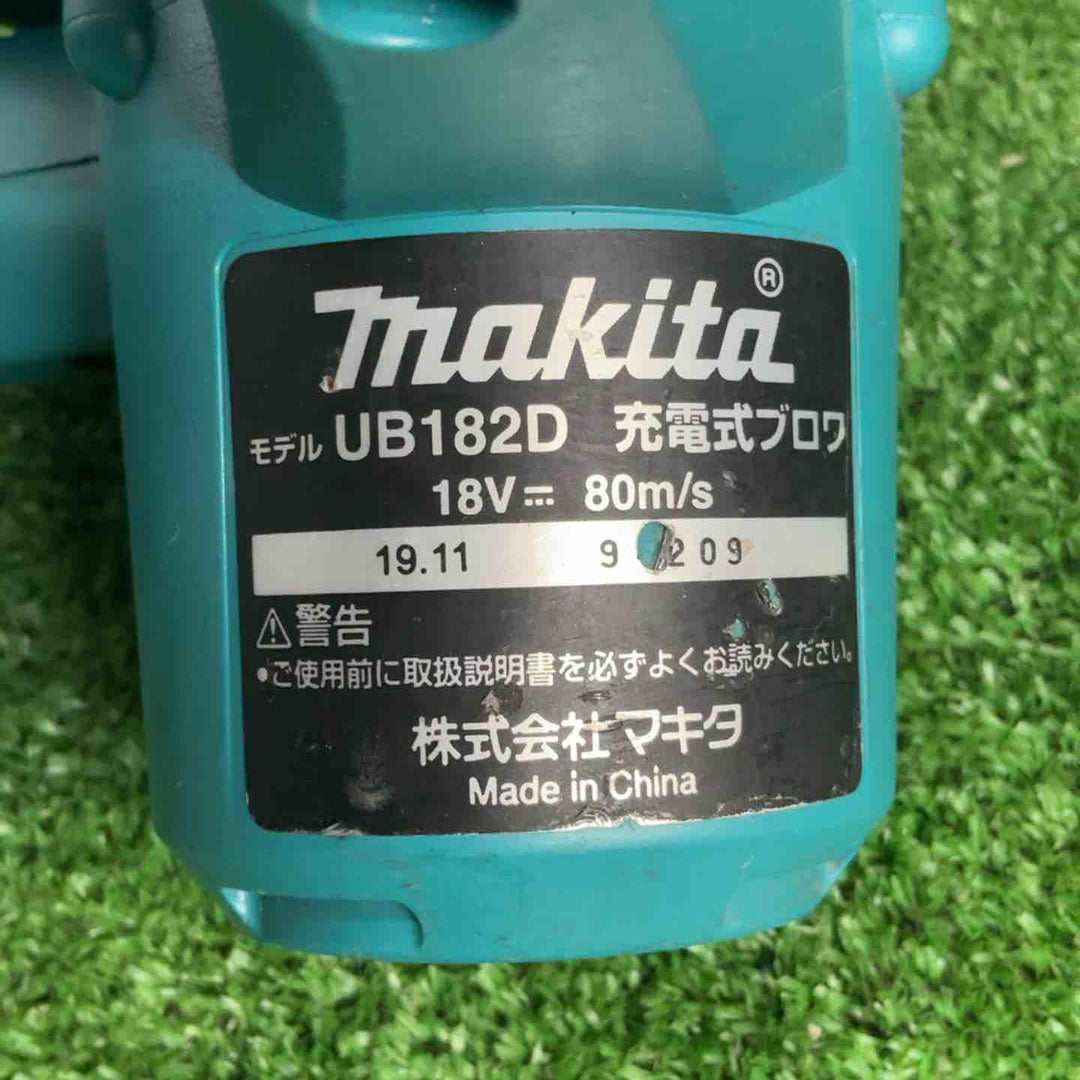 makita®
モデル UB182D 充電式ブロワ
18V⎓ 80m/s
19.11 9 209
⚠警告
•ご使用前に取扱説明書を必ずよくお読みください。
株式会社マキタ
Made in China